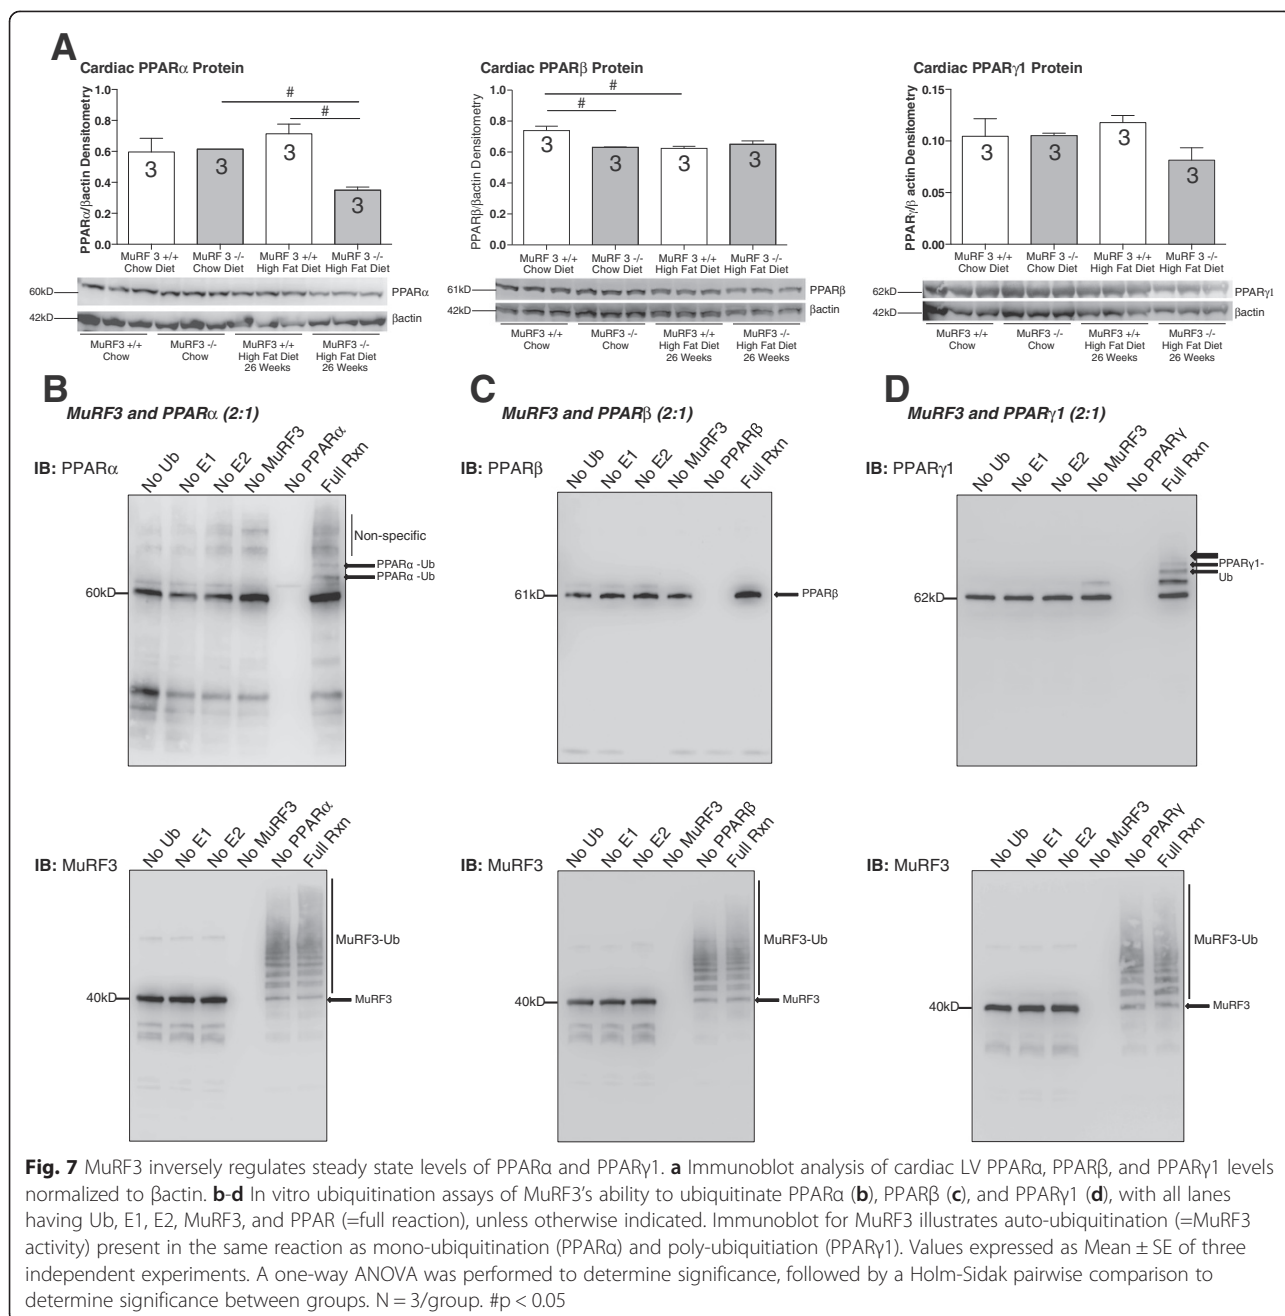 A
Cardiac PPARα Protein
PPARα/βactin Densitometry
1.0
0.8
0.6
0.4
0.2
0.0
#
#
3
3
3
3
MuRF 3 +/+ MuRF 3 -/- MuRF 3 +/+ MuRF 3 -/-
Chow Diet Chow Diet High Fat Diet High Fat Diet
60kD PPARα
42kD βactin
MuRF3 +/+ MuRF3 -/- MuRF3 +/+ MuRF3 -/-
Chow Chow High Fat Diet High Fat Diet
26 Weeks 26 Weeks
Cardiac PPARβ Protein
PPARβ/βactin Densitometry
1.0
0.8
0.6
0.4
0.2
0.0
#
#
3
3
3
3
MuRF 3 +/+ MuRF 3 -/- MuRF 3 +/+ MuRF 3 -/-
Chow Diet Chow Diet High Fat Diet High Fat Diet
61kD PPARβ
42kD βactin
MuRF3 +/+ MuRF3 -/- MuRF3 +/+ MuRF3 -/-
Chow Chow High Fat Diet High Fat Diet
26 Weeks 26 Weeks
Cardiac PPARγ1 Protein
PPARγ/β actin Densitometry
0.15
0.10
0.05
0.00
3
3
3
3
MuRF 3 +/+ MuRF 3 -/- MuRF 3 +/+ MuRF 3 -/-
Chow Diet Chow Diet High Fat Diet High Fat Diet
62kD PPARγ1
42kD βactin
MuRF3 +/+ MuRF3 -/- MuRF3 +/+ MuRF3 -/-
Chow Chow High Fat Diet High Fat Diet
26 Weeks 26 Weeks
B
MuRF3 and PPARα (2:1)
IB: PPARα
No Ub No E1 No E2 No MuRF3 No PPARα Full Rxn
Non-specific
PPARα -Ub
PPARα -Ub
60kD
IB: MuRF3
No Ub No E1 No E2 No MuRF3 No PPARα Full Rxn
MuRF3-Ub
40kD MuRF3
C
MuRF3 and PPARβ (2:1)
IB: PPARβ
No Ub No E1 No E2 No MuRF3 No PPARβ Full Rxn
61kD PPARβ
IB: MuRF3
No Ub No E1 No E2 No MuRF3 No PPARβ Full Rxn
MuRF3-Ub
40kD MuRF3
D
MuRF3 and PPARγ1 (2:1)
IB: PPARγ1
No Ub No E1 No E2 No MuRF3 No PPARγ Full Rxn
PPARγ1-
Ub
62kD
IB: MuRF3
No Ub No E1 No E2 No MuRF3 No PPARγ Full Rxn
MuRF3-Ub
40kD MuRF3
Fig. 7 MuRF3 inversely regulates steady state levels of PPARα and PPARγ1. a Immunoblot analysis of cardiac LV PPARα, PPARβ, and PPARγ1 levels
normalized to βactin. b-d In vitro ubiquitination assays of MuRF3's ability to ubiquitinate PPARα (b), PPARβ (c), and PPARγ1 (d), with all lanes
having Ub, E1, E2, MuRF3, and PPAR (=full reaction), unless otherwise indicated. Immunoblot for MuRF3 illustrates auto-ubiquitination (=MuRF3
activity) present in the same reaction as mono-ubiquitination (PPARα) and poly-ubiquitiation (PPARγ1). Values expressed as Mean ± SE of three
independent experiments. A one-way ANOVA was performed to determine significance, followed by a Holm-Sidak pairwise comparison to
determine significance between groups. N = 3/group. #p < 0.05